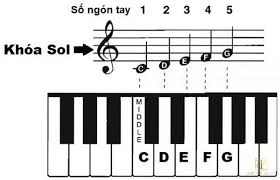 Số ngón tay 1 2 3 4 5
Khóa Sol
C D E F G
MIDDLE
C D E F G